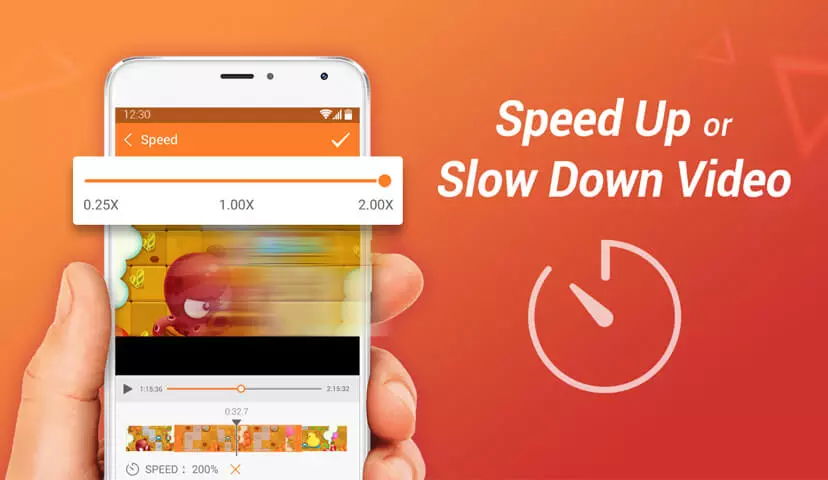 12:30
Speed
0.25X 1.00X 2.00X
1:15:36 2:15:32
0:32.7
SPEED : 200%
Speed Up or
Slow Down Video